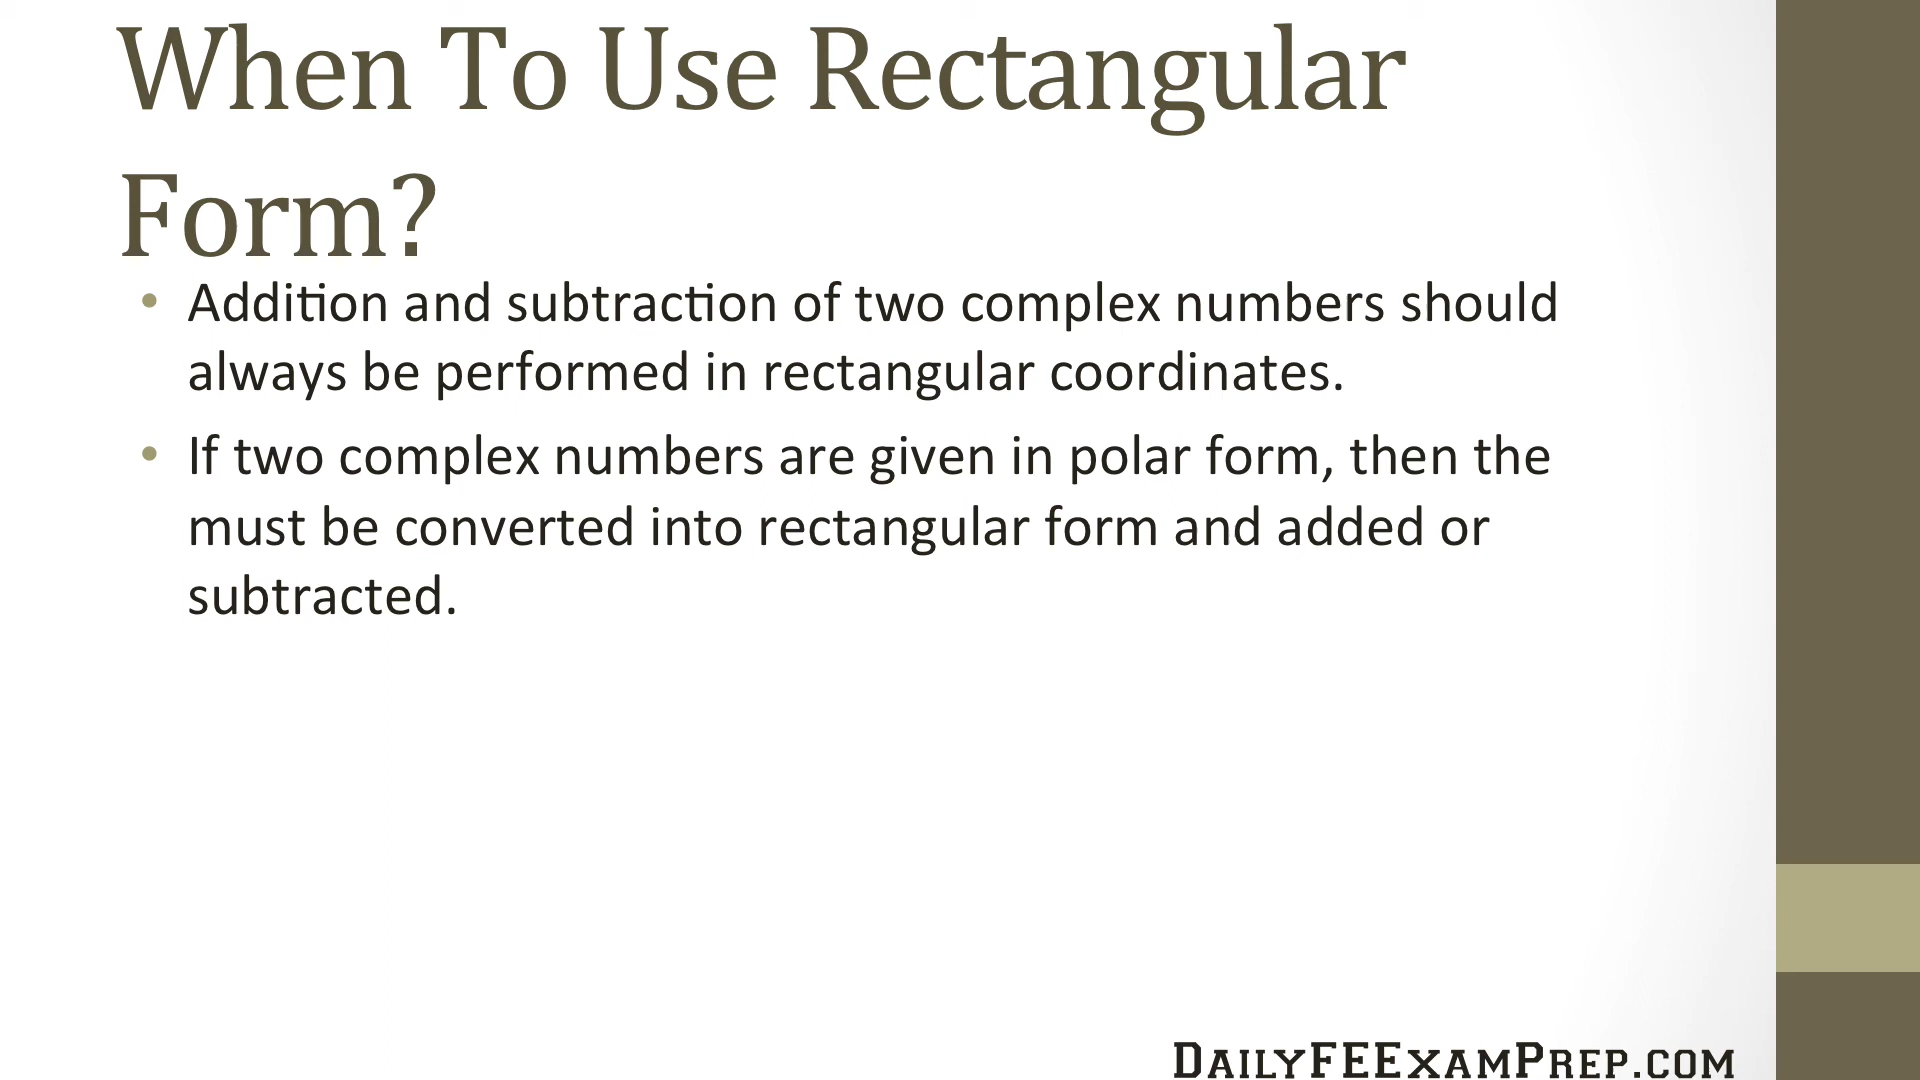 When To Use Rectangular
Form?
• Addition and subtraction of two complex numbers should
always be performed in rectangular coordinates.
• If two complex numbers are given in polar form, then the
must be converted into rectangular form and added or
subtracted.
DailyFEExamPrep.com